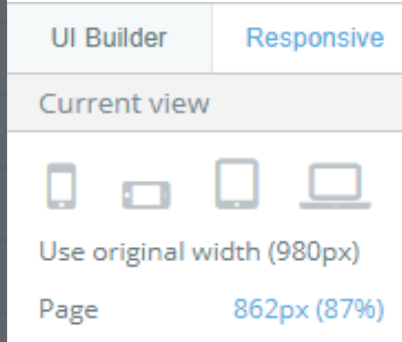 UI Builder Responsive
Current view
Use original width (980px)
Page 862px (87%)